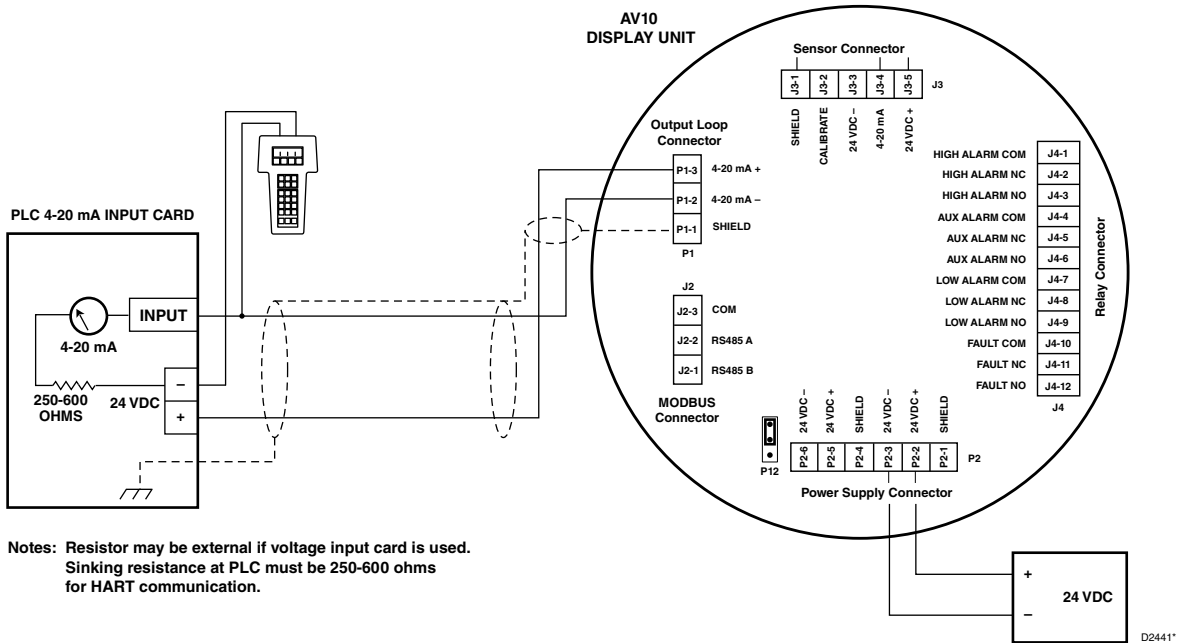 AV10
DISPLAY UNIT
Sensor Connector
J3-1
J3-2
J3-3
J3-4
J3-5
J3
SHIELD
CALIBRATE
24 VDC –
4-20 mA
24 VDC +
Output Loop
Connector
P1-3 4-20 mA +
P1-2 4-20 mA –
P1-1 SHIELD
P1
HIGH ALARM COM J4-1
HIGH ALARM NC J4-2
HIGH ALARM NO J4-3
AUX ALARM COM J4-4
AUX ALARM NC J4-5
AUX ALARM NO J4-6
LOW ALARM COM J4-7
LOW ALARM NC J4-8
LOW ALARM NO J4-9
FAULT COM J4-10
FAULT NC J4-11
FAULT NO J4-12
J4
Relay Connector
PLC 4-20 mA INPUT CARD
INPUT
4-20 mA
250-600
OHMS
24 VDC
–
+
J2
J2-3 COM
J2-2 RS485 A
J2-1 RS485 B
MODBUS
Connector
P12
24 VDC –
24 VDC +
SHIELD
24 VDC –
24 VDC +
SHIELD
P2-6
P2-5
P2-4
P2-3
P2-2
P2-1
P2
Power Supply Connector
+
24 VDC
–
Notes: Resistor may be external if voltage input card is used.
Sinking resistance at PLC must be 250-600 ohms
for HART communication.
D2441*